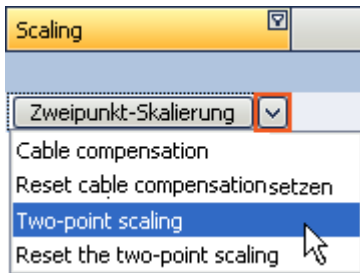 Scaling
Zweipunkt-Skalierung
Cable compensation
Reset cable compensationsetzen
Two-point scaling
Reset the two-point scaling